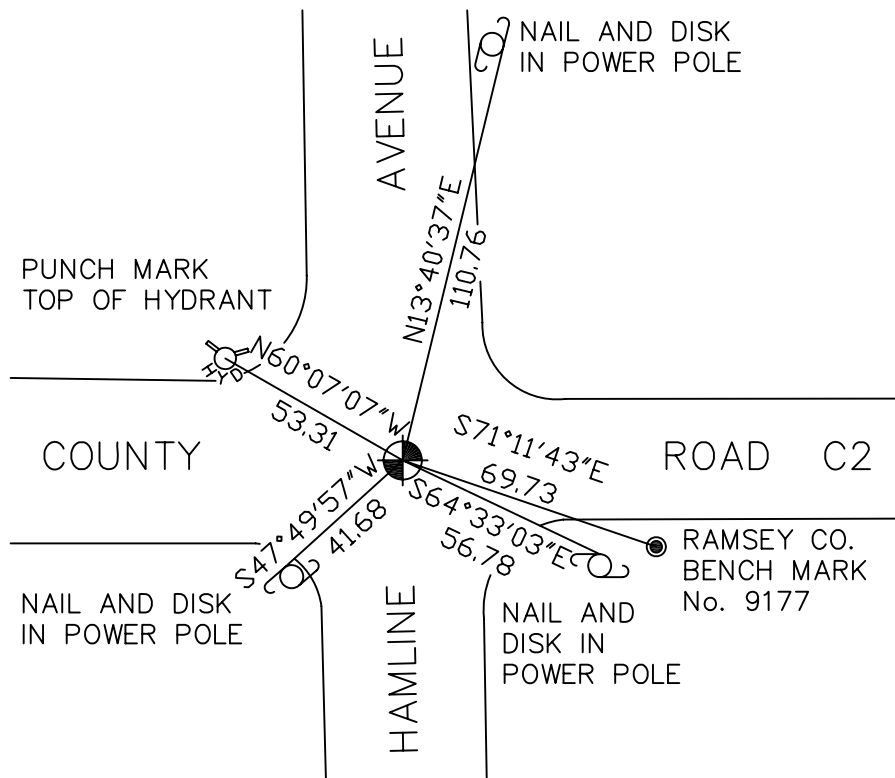 NAIL AND DISK
IN POWER POLE
AVENUE
N13°40'37"E
110.76
PUNCH MARK
TOP OF HYDRANT
HYD
N60°07'07"W
53.31
S71°11'43"E
69.73
COUNTY
ROAD C2
S47°49'57"W
41.68
S64°33'03"E
56.78
RAMSEY CO.
BENCH MARK
No. 9177
NAIL AND DISK
IN POWER POLE
NAIL AND
DISK IN
POWER POLE
HAMLINE